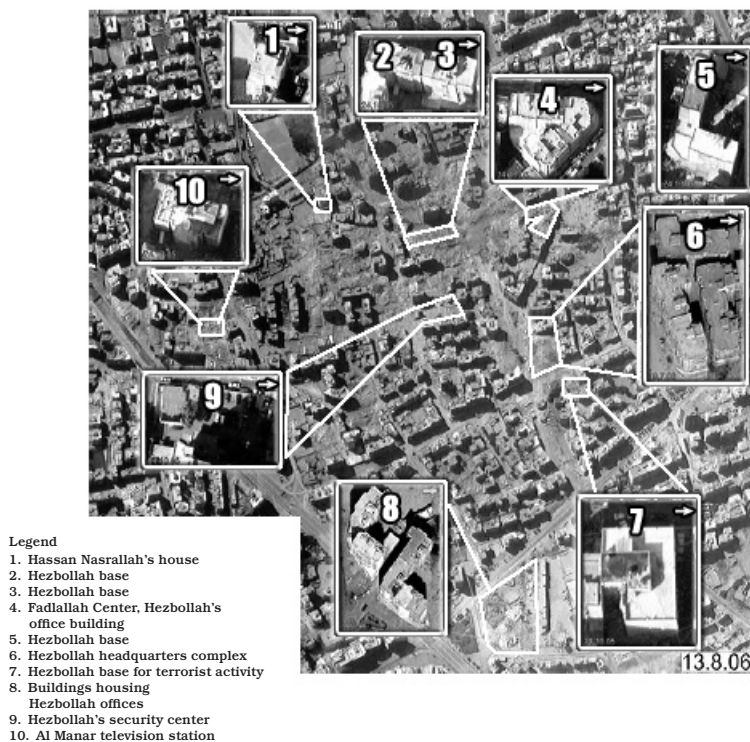 1
2
3
4
5
10
6
9
8
7
13.8.06
Legend
1. Hassan Nasrallah's house
2. Hezbollah base
3. Hezbollah base
4. Fadlallah Center, Hezbollah's
office building
5. Hezbollah base
6. Hezbollah headquarters complex
7. Hezbollah base for terrorist activity
8. Buildings housing
Hezbollah offices
9. Hezbollah's security center
10. Al Manar television station